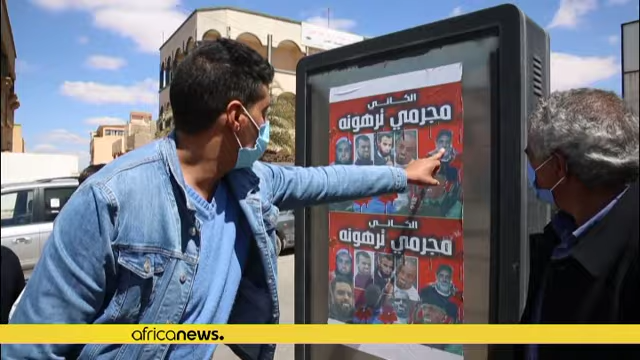 الكاني
مجرمي ترهونه
الكاني
مجرمي ترهونه
africanews.